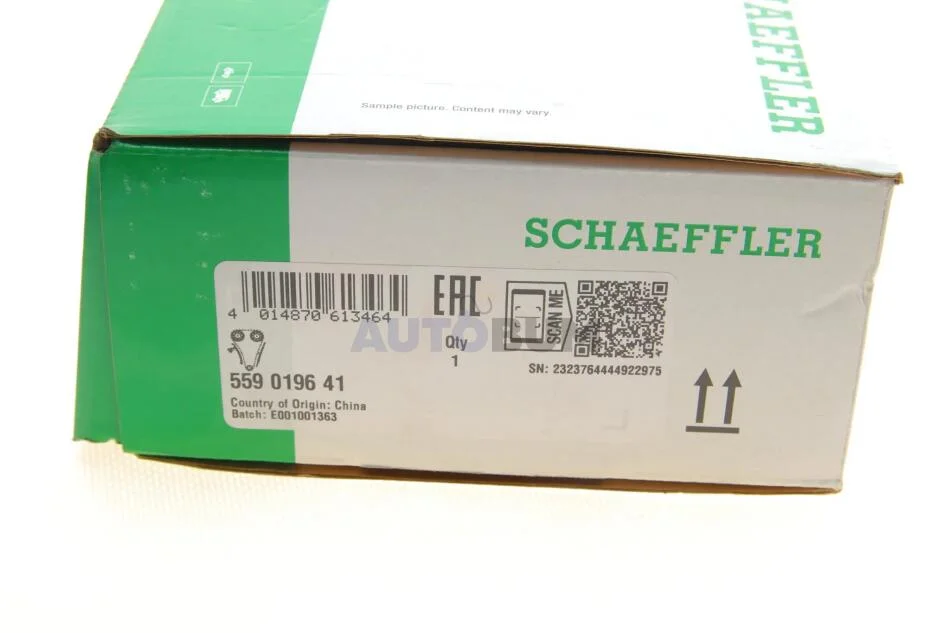 SCHAEFFLER
Sample picture. Content may vary
SCHAEFFLER
4 014870 613464
EAC
Qty
1
SCAN ME
SN: 2323764444922975
559 0196 41
Country of Origin: China
Batch: E001001363